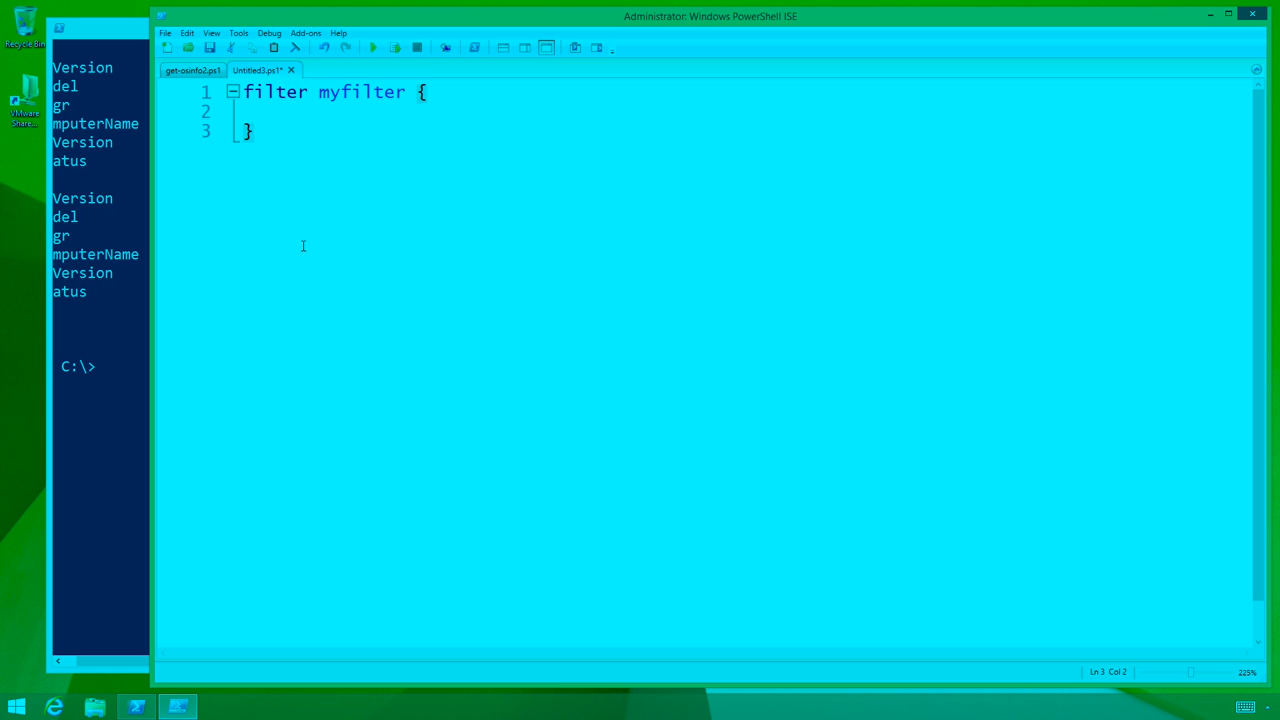 Administrator: Windows PowerShell ISE
File Edit View Tools Debug Add-ons Help
get-osinfo2.ps1 Untitled3.ps1*
1 filter myfilter {
2
3 }
Recycle Bin
VMware
Share...
Version
del
gr
mputerName
Version
atus
Version
del
gr
mputerName
Version
atus
C:\>
Ln 3 Col 2
225%